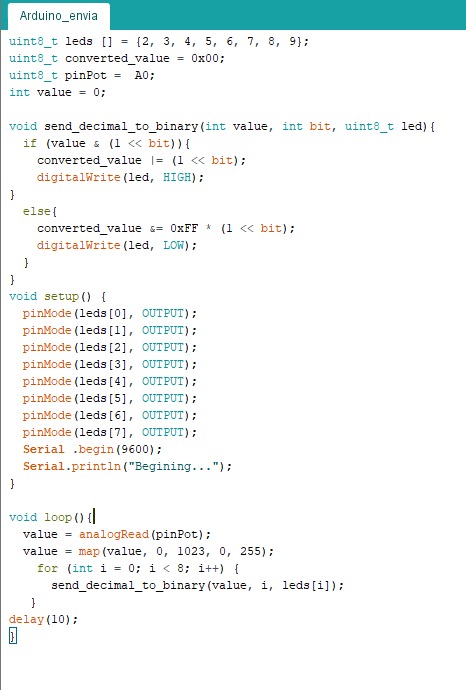 Arduino_envia
uint8_t leds [] = {2, 3, 4, 5, 6, 7, 8, 9};
uint8_t converted_value = 0x00;
uint8_t pinPot =  A0;
int value = 0;

void send_decimal_to_binary(int value, int bit, uint8_t led){
  if (value & (1 << bit)){
    converted_value |= (1 << bit);
    digitalWrite(led, HIGH);
}
  else{
    converted_value &= 0xFF * (1 << bit);
    digitalWrite(led, LOW);
  }
}
void setup() {
  pinMode(leds[0], OUTPUT);
  pinMode(leds[1], OUTPUT);
  pinMode(leds[2], OUTPUT);
  pinMode(leds[3], OUTPUT);
  pinMode(leds[4], OUTPUT);
  pinMode(leds[5], OUTPUT);
  pinMode(leds[6], OUTPUT);
  pinMode(leds[7], OUTPUT);
  Serial .begin(9600);
  Serial.println("Begining...");
}

void loop(){
  value = analogRead(pinPot);
  value = map(value, 0, 1023, 0, 255);
    for (int i = 0; i < 8; i++) {
      send_decimal_to_binary(value, i, leds[i]);
   }
delay(10);
}